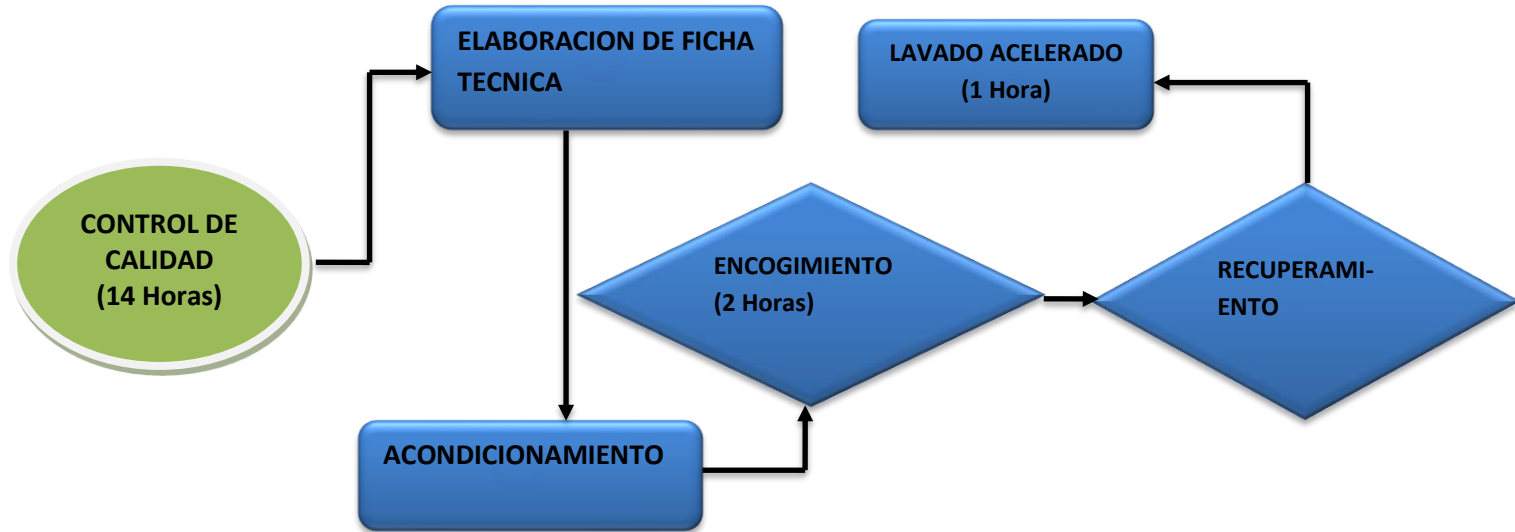 CONTROL DE
CALIDAD
(14 Horas)
ELABORACION DE FICHA
TECNICA
ACONDICIONAMIENTO
ENCOGIMIENTO
(2 Horas)
RECUPERAMI-
ENTO
LAVADO ACELERADO
(1 Hora)